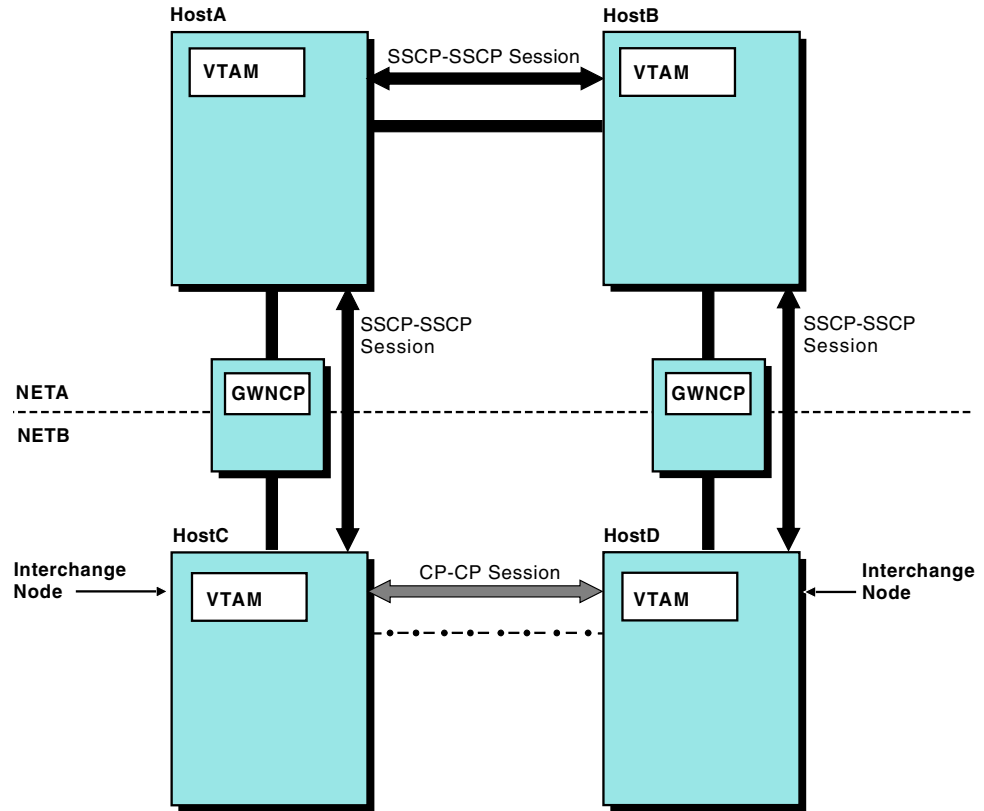 HostA
HostB
VTAM
SSCP-SSCP Session
VTAM
SSCP-SSCP
Session
SSCP-SSCP
Session
GWNCP
GWNCP
NETA
NETB
HostC
HostD
Interchange
Node
VTAM
CP-CP Session
VTAM
Interchange
Node